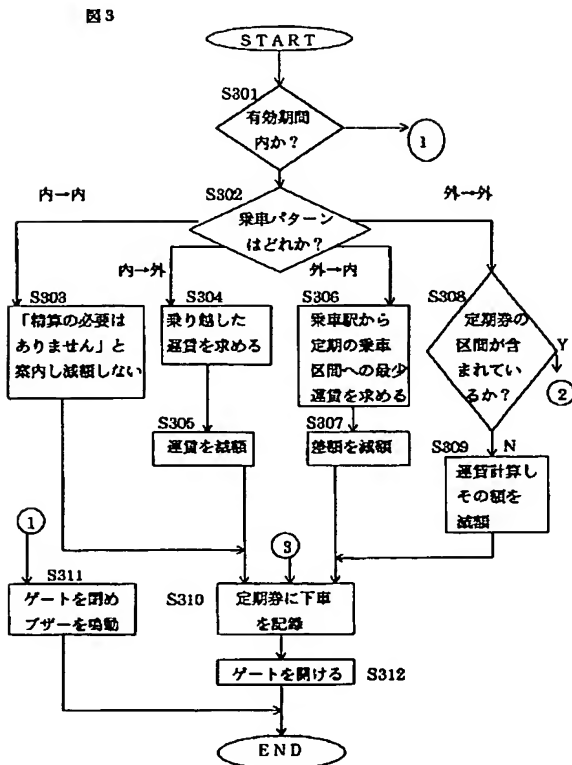 図3
START
S301
有効期間
内か？
1
内→内
S302
外→外
乗車パターン
はどれか？
内→外
外→内
S303
「精算の必要は
ありません」と
案内し減額しない
S304
乗り越した
運賃を求める
S306
乗車駅から
定期の乗車
区間への最少
運賃を求める
S308
定期券の
区間が含
まれてい
るか？
Y
2
S305
運賃を減額
S307
差額を減額
S309
N
運賃計算し
その額を
減額
1
3
S311
ゲートを閉め
ブザーを鳴動
S310
定期券に下車
を記録
ゲートを開ける
S312
END